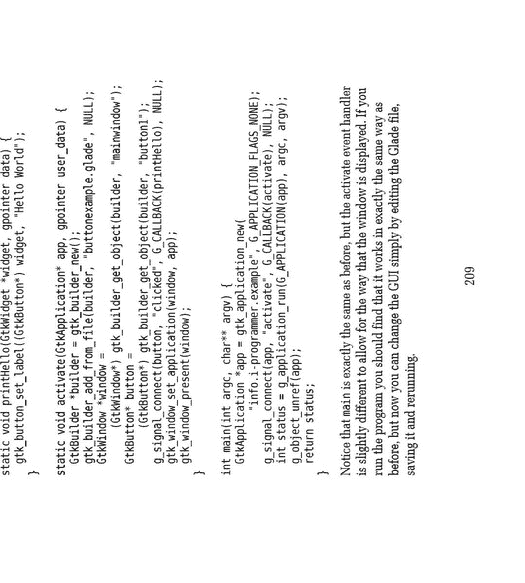 static void printHello(GtkWidget *widget, gpointer data) {
gtk_button_set_label((GtkButton*) widget, "Hello World");
}
static void activate(GtkApplication* app, gpointer user_data) {
GtkBuilder *builder = gtk_builder_new();
gtk_builder_add_from_file(builder, "buttonexample.glade", NULL);
GtkWindow *window =
(GtkWindow*) gtk_builder_get_object(builder, "mainwindow");
GtkButton* button =
(GtkButton*) gtk_builder_get_object(builder, "button1");
g_signal_connect(button, "clicked", G_CALLBACK(printHello), NULL);
gtk_window_set_application(window, app);
gtk_window_present(window);
}
int main(int argc, char** argv) {
GtkApplication *app = gtk_application_new(
"info.i-programmer.example", G_APPLICATION_FLAGS_NONE);
g_signal_connect(app, "activate", G_CALLBACK(activate), NULL);
int status = g_application_run(G_APPLICATION(app), argc, argv);
g_object_unref(app);
return status;
}
Notice that main is exactly the same as before, but the activate event handler
is slightly different to allow for the way that the window is displayed. If you
run the program you should find that it works in exactly the same way as
before, but now you can change the GUI simply by editing the Glade file,
saving it and rerunning.
209